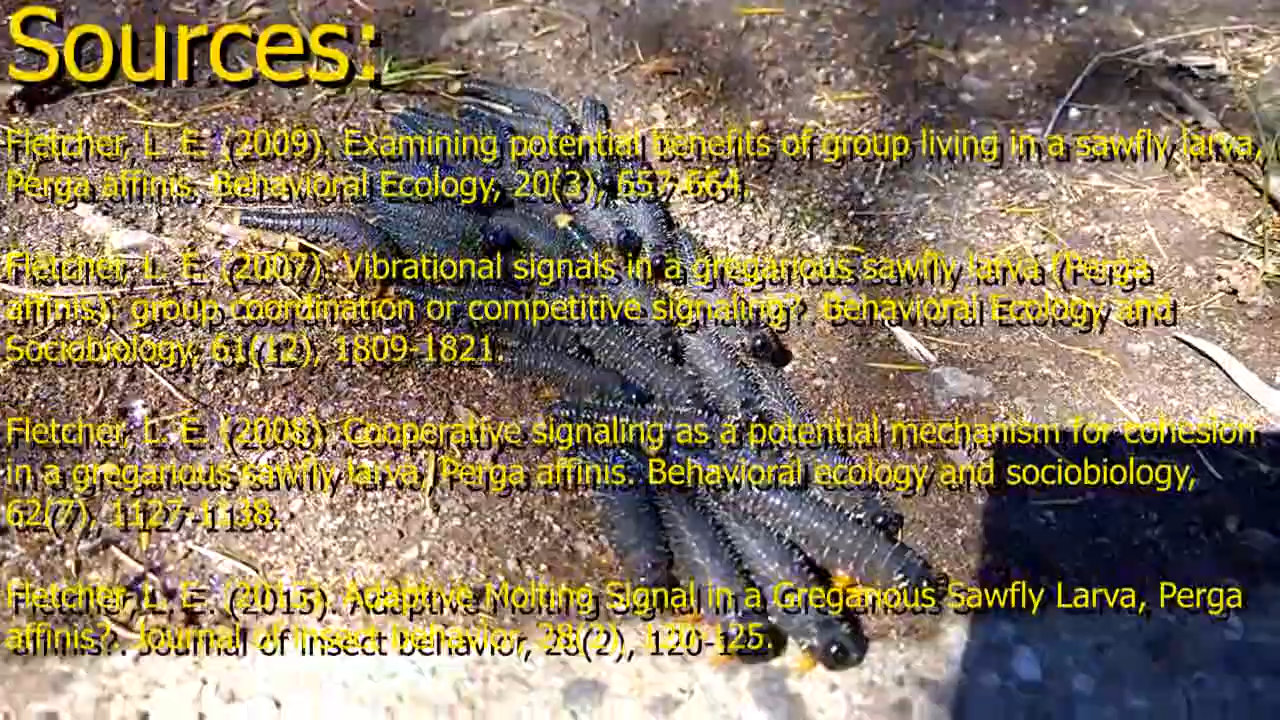 Sources:
Fletcher, L. E. (2009). Examining potential benefits of group living in a sawfly larva,
Perga affinis. Behavioral Ecology, 20(3), 657-664.
Fletcher, L. E. (2007). Vibrational signals in a gregarious sawfly larva (Perga
affinis): group coordination or competitive signaling?. Behavioral Ecology and
Sociobiology, 61(12), 1809-1821.
Fletcher, L. E. (2008). Cooperative signaling as a potential mechanism for cohesion
in a gregarious sawfly larva, Perga affinis. Behavioral ecology and sociobiology,
62(7), 1127-1138.
Fletcher, L. E. (2015). Adaptive Molting Signal in a Gregarious Sawfly Larva, Perga
affinis?. Journal of insect behavior, 28(2), 120-125.